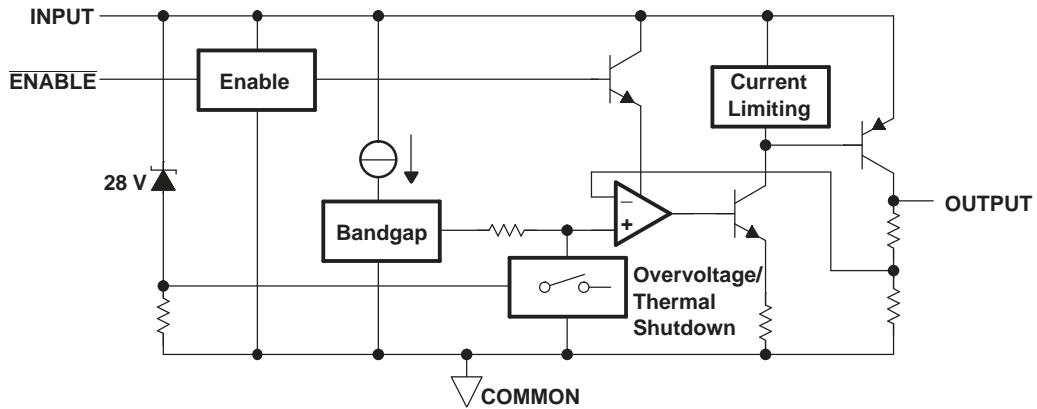 INPUT
ENABLE
Enable
Current
Limiting
28 V
Bandgap
−
+
OUTPUT
Overvoltage/
Thermal
Shutdown
COMMON